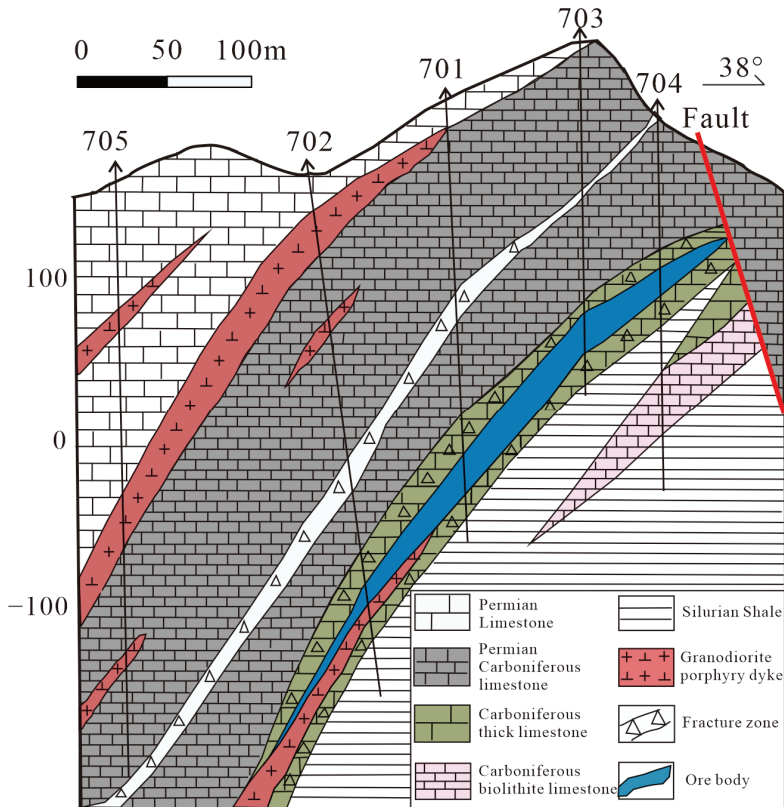 0 50 100m
703
701
704
38°
Fault
705
702
100
0
−100
Permian
Limestone
Permian
Carboniferous
limestone
Carboniferous
thick limestone
Carboniferous
biolithite limestone
Silurian Shale
Granodiorite
porphyry dyke
Fracture zone
Ore body